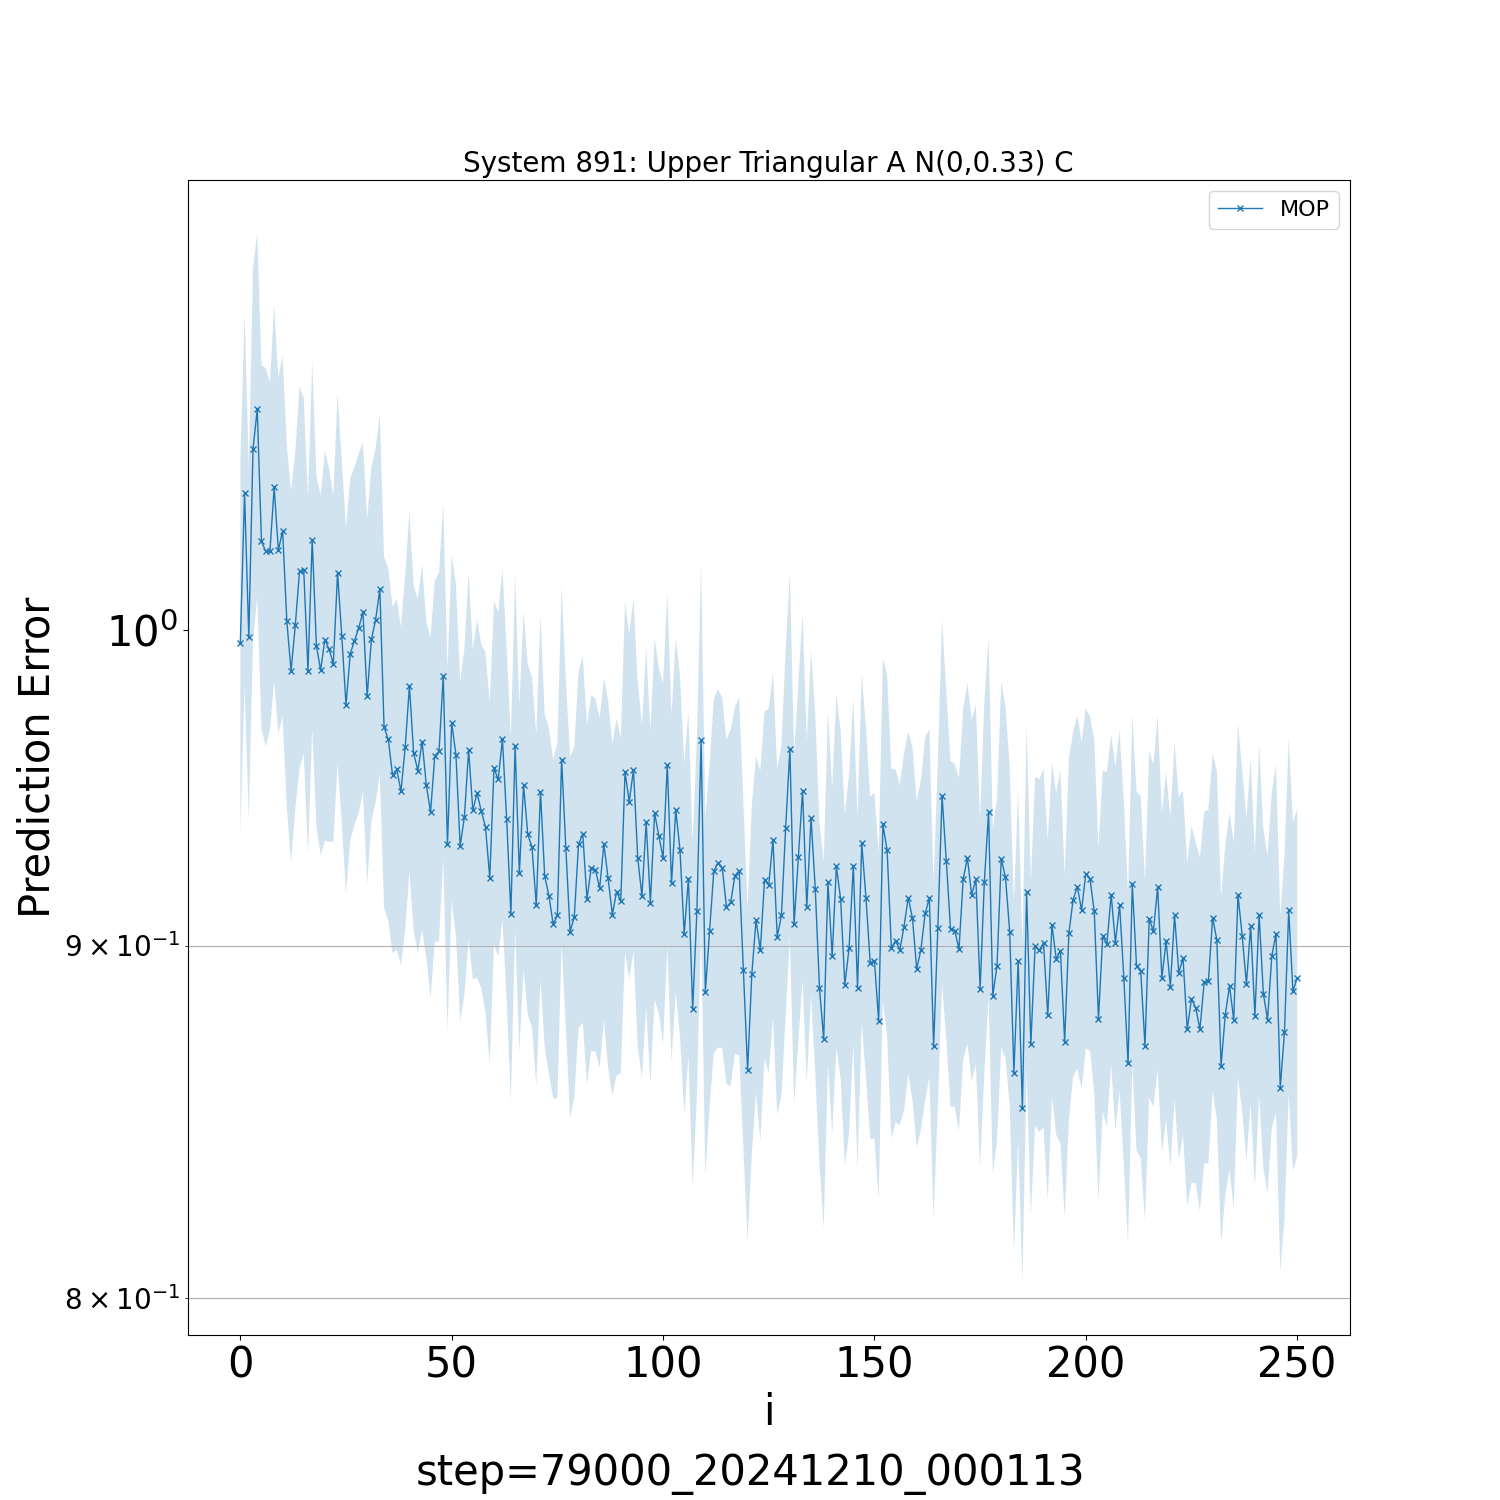 System 891: Upper Triangular A N(0,0.33) C
MOP
Prediction Error
10⁰
9 × 10⁻¹
8 × 10⁻¹
0 50 100 150 200 250
i
step=79000_20241210_000113